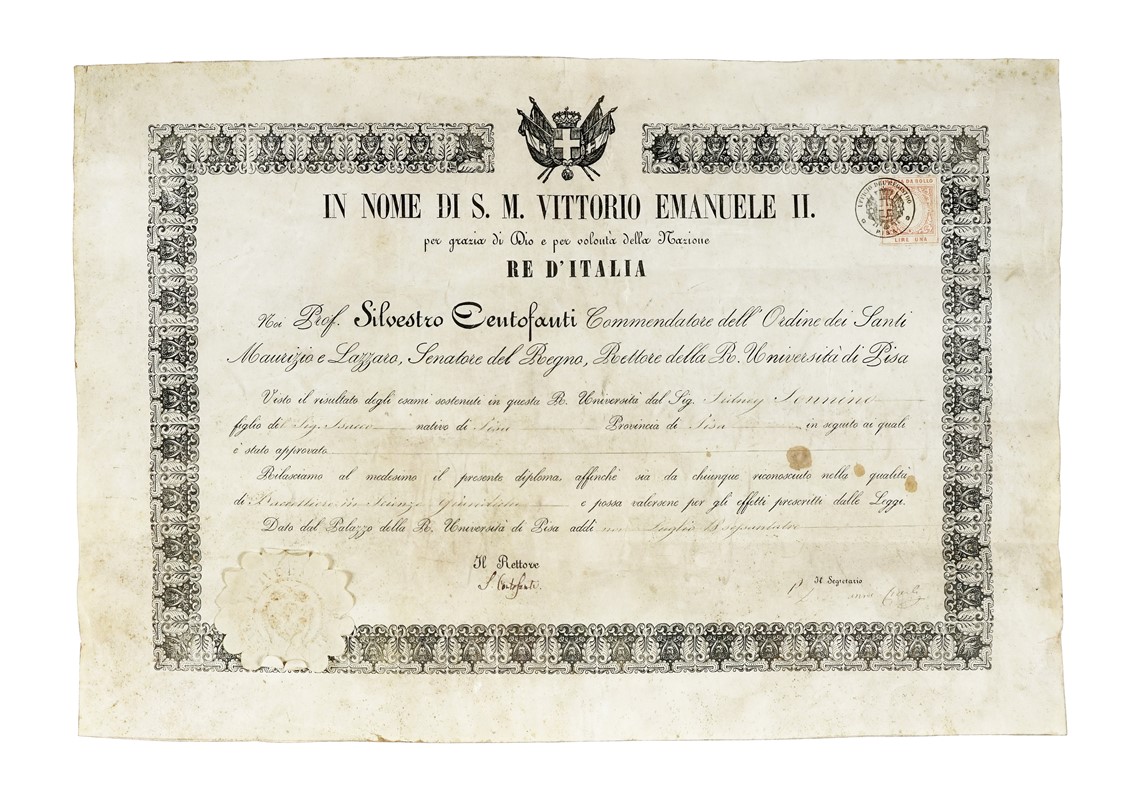 IN NOME DI S. M. VITTORIO EMANUELE II.
per grazia di Dio e per volontà della Nazione
RE D'ITALIA
Noi Prof. Silvestro Centofanti Commendatore dell'Ordine dei Santi
Maurizio e Lazzaro, Senatore del Regno, Rettore della R. Università di Pisa
Visto il risultato degli esami sostenuti in questa R. Università dal Sig. Sidney Sonnino
figlio del Sig. Isacco nativo di Pisa Provincia di Pisa in seguito ai quali
è stato approvato
Rilasciamo al medesimo il presente diploma, affinchè sia da chiunque riconosciuto nella qualità
di Baccelliere in Scienze Giuridiche e possa valersene per gli effetti prescritti dalle Leggi.
Dato dal Palazzo della R. Università di Pisa addì Luglio
Il Rettore
S. Centofanti
Il Segretario
DA BOLLO
LIRE UNA
PISA